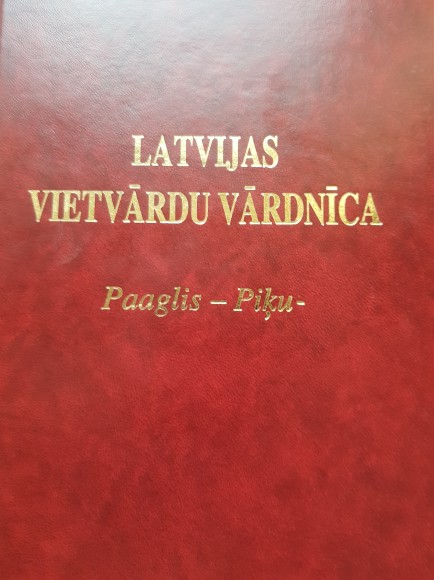 LATVIJAS
VIETVĀRDU VĀRDNĪCA
Paaglis – Piķu-